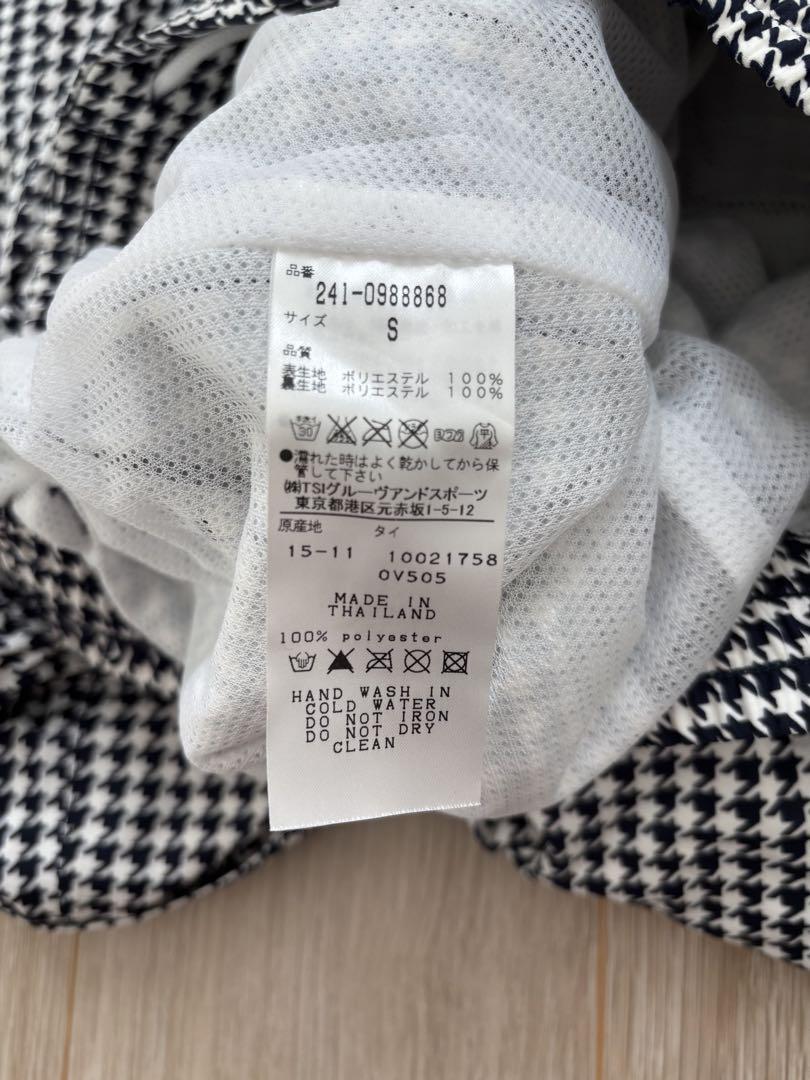 品番
241-0988868
サイズ
S
品質
表生地 ポリエステル 100%
裏生地 ポリエステル 100%
●濡れた時はよく乾かしてから保
管して下さい
㈱TSIグルーヴアンドスポーツ
東京都港区元赤坂1-5-12
原産地 タイ
15-11 10021758
0V505
MADE IN
THAILAND
100% polyester
HAND WASH IN
COLD WATER
DO NOT IRON
DO NOT DRY
CLEAN